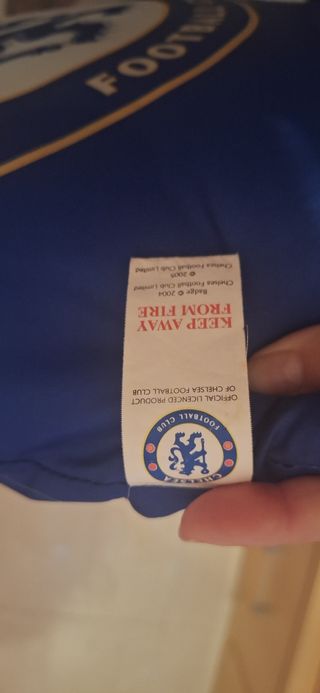 FOOTBALL
CHELSEA
FOOTBALL CLUB
OFFICIAL LICENCED PRODUCT
OF CHELSEA FOOTBALL CLUB
KEEP AWAY
FROM FIRE
Badge © 2004
Chelsea Football Club Limited
© 2005
Chelsea Football Club Limited